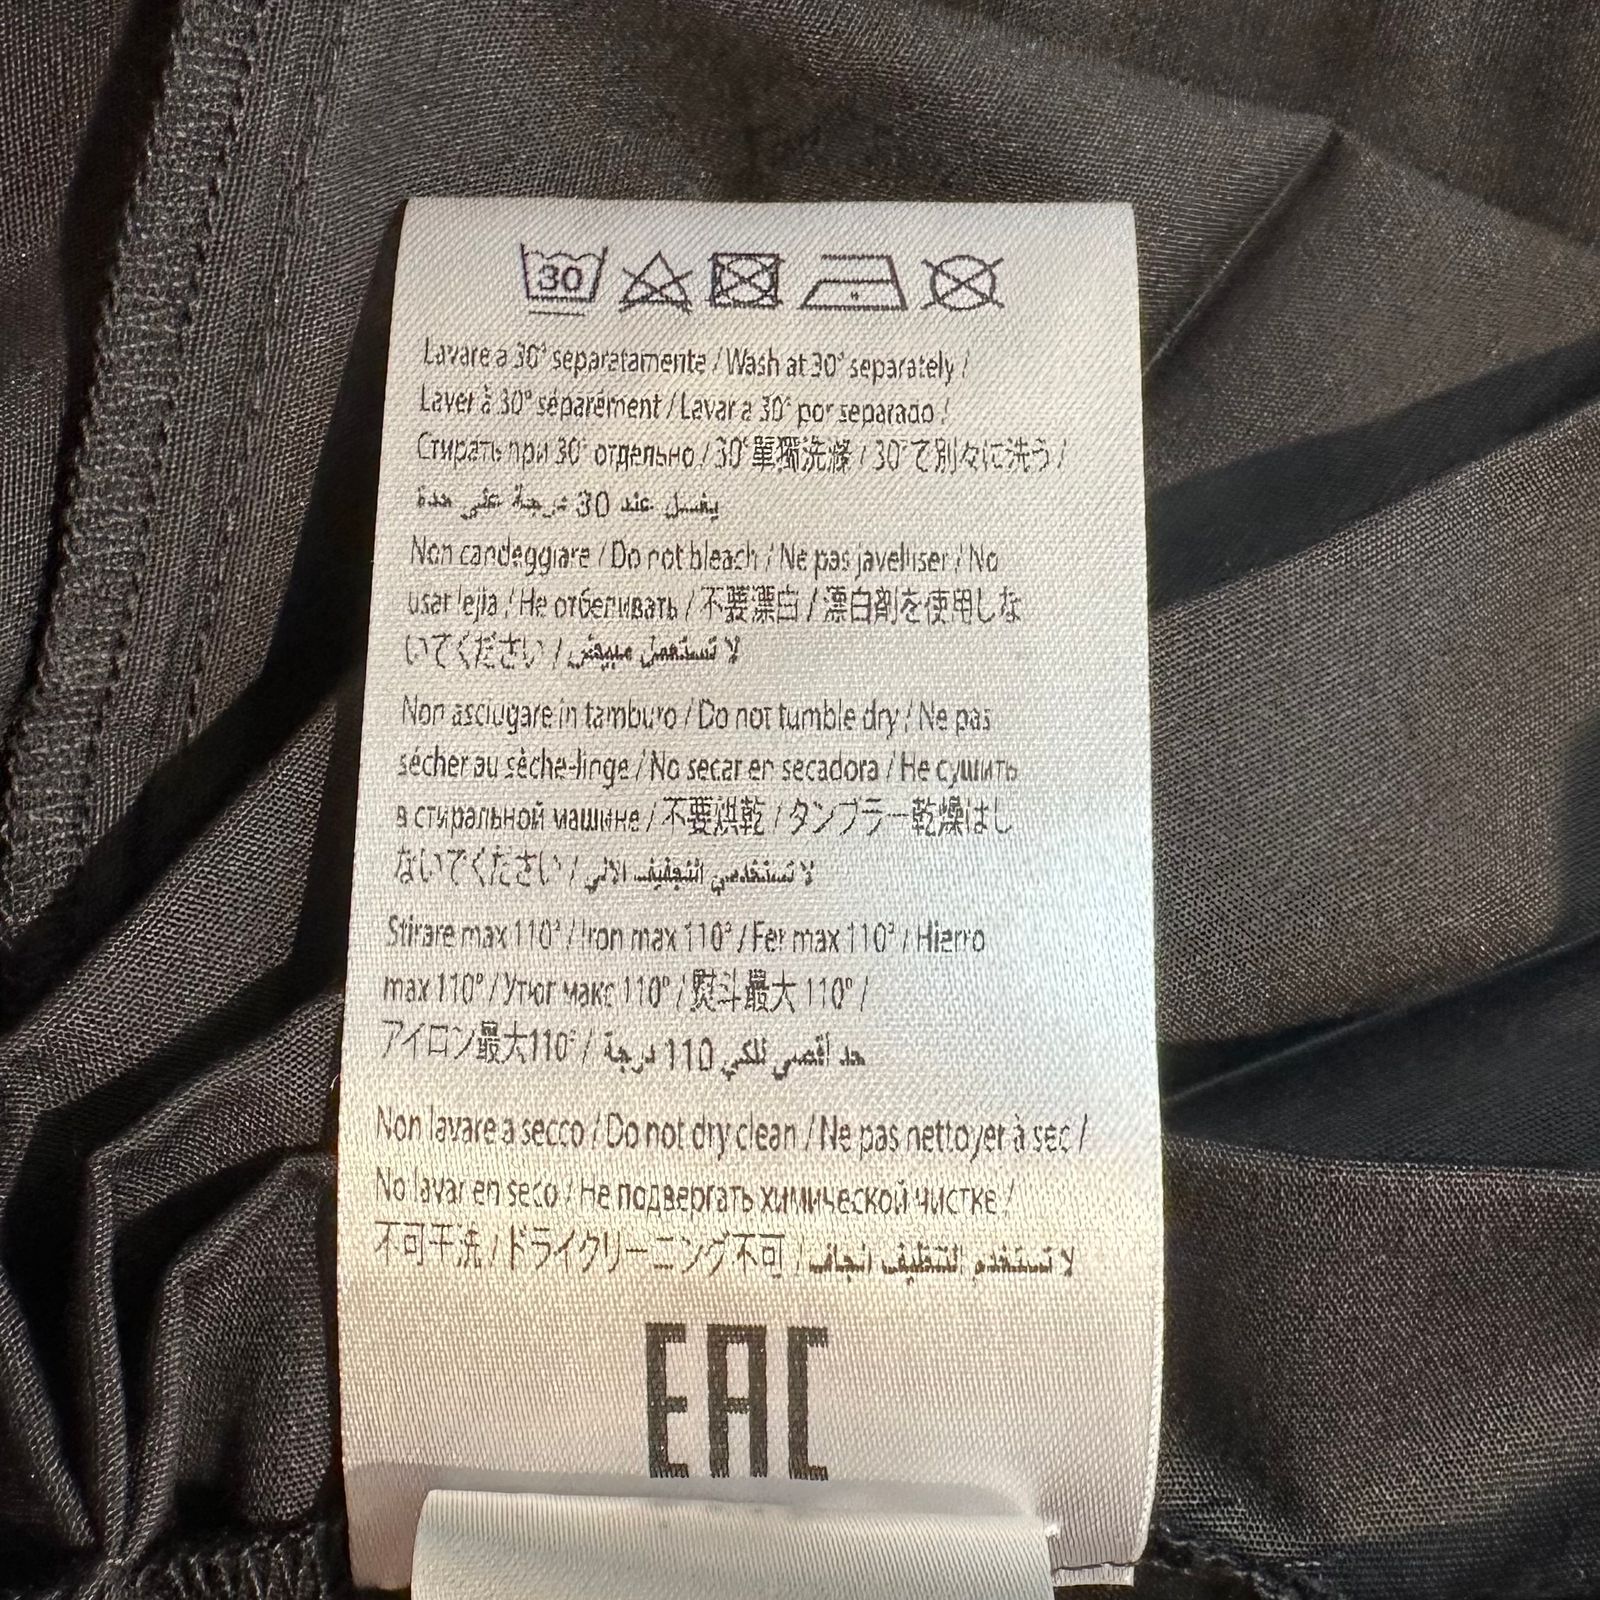 30
Lavare a 30° separatamente / Wash at 30° separately /
Laver à 30° séparément / Lavar a 30° por separado /
Стирать при 30° отдельно / 30°單獨洗滌 / 30°で別々に洗う /
يغسل عند 30 درجة على حدة
Non candeggiare / Do not bleach / Ne pas javelliser / No
usar lejia / Не отбеливать / 不要漂白 / 漂白剤を使用しな
いでください / لا تستعمل مبيض
Non asciugare in tamburo / Do not tumble dry / Ne pas
sécher au sèche-linge / No secar en secadora / Не сушить
в стиральной машине / 不要烘乾 / タンブラー乾燥はし
ないでください / لا تستخدمي التجفيف الآلي
Stirare max 110° / Iron max 110° / Fer max 110° / Hierro
max 110° / Утюг макс 110° / 熨斗最大 110° /
アイロン最大110° / حد أقصى للكي 110 درجة
Non lavare a secco / Do not dry clean / Ne pas nettoyer à sec /
No lavar en seco / Не подвергать химической чистке /
不可干洗 / ドライクリーニング不可 / لا تستخدم التنظيف الجاف
EAC